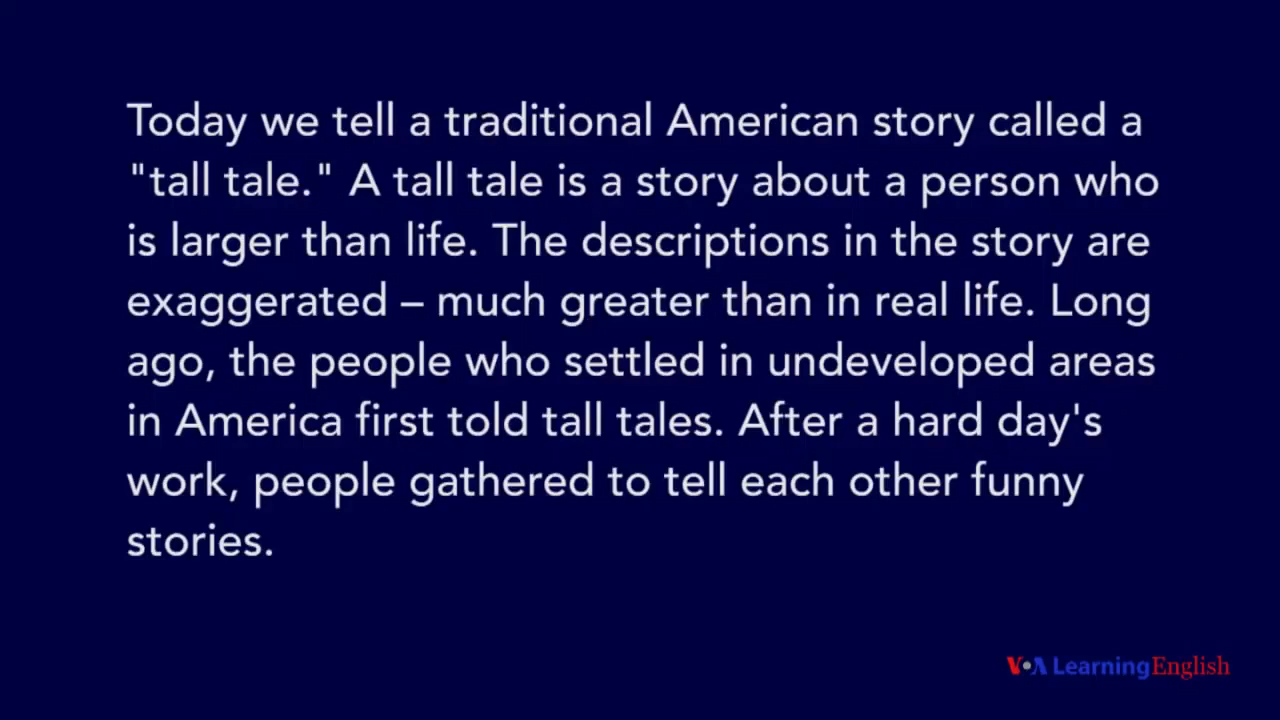 Today we tell a traditional American story called a
"tall tale." A tall tale is a story about a person who
is larger than life. The descriptions in the story are
exaggerated – much greater than in real life. Long
ago, the people who settled in undeveloped areas
in America first told tall tales. After a hard day's
work, people gathered to tell each other funny
stories.
VOA Learning English